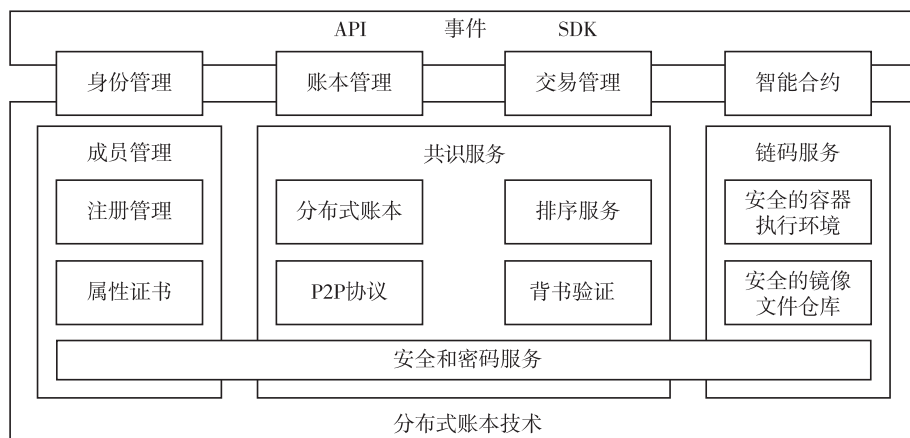 API 事件 SDK
身份管理 账本管理 交易管理 智能合约
成员管理 共识服务 链码服务
注册管理 分布式账本 排序服务 安全的容器
执行环境
属性证书 P2P协议 背书验证 安全的镜像
文件仓库
安全和密码服务
分布式账本技术